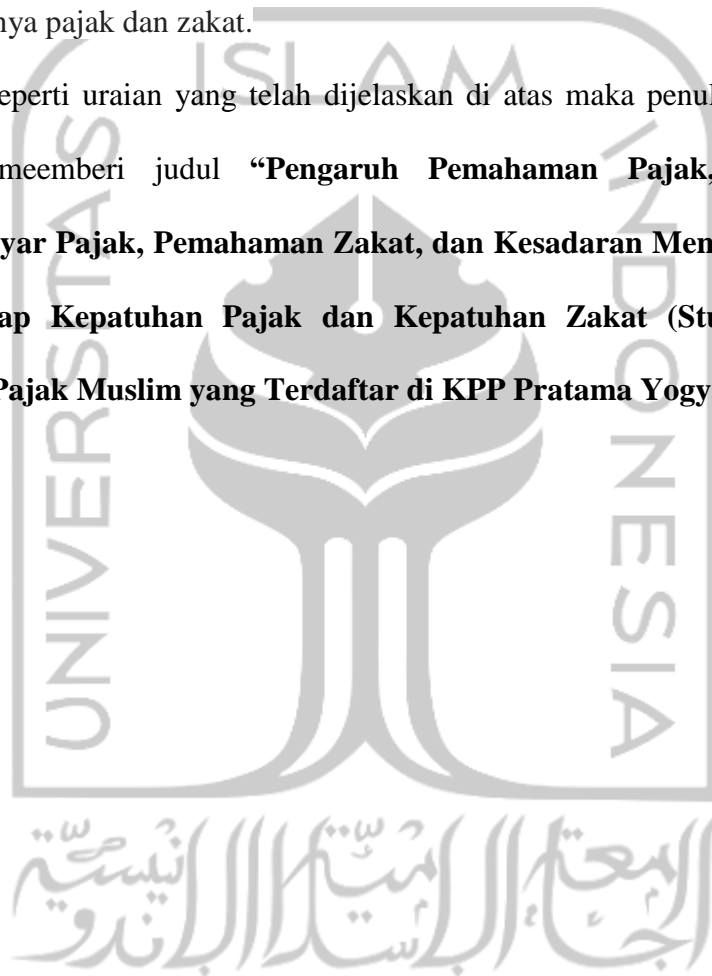 nya pajak dan zakat.
eperti uraian yang telah dijelaskan di atas maka penul
meemberi judul “Pengaruh Pemahaman Pajak,
yar Pajak, Pemahaman Zakat, dan Kesadaran Men
ap Kepatuhan Pajak dan Kepatuhan Zakat (Stu
Pajak Muslim yang Terdaftar di KPP Pratama Yogy
ISLAM
UNIVERSITAS
INDONESIA